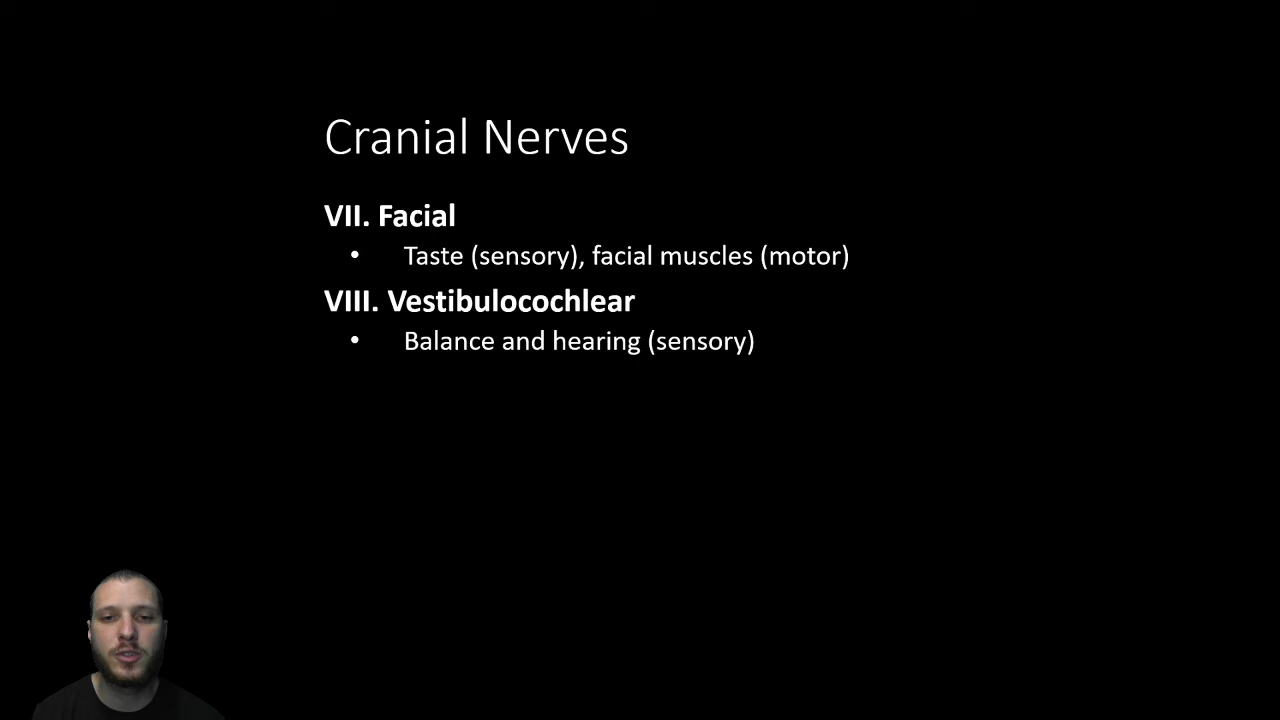 Cranial Nerves
VII. Facial
• Taste (sensory), facial muscles (motor)
VIII. Vestibulocochlear
• Balance and hearing (sensory)